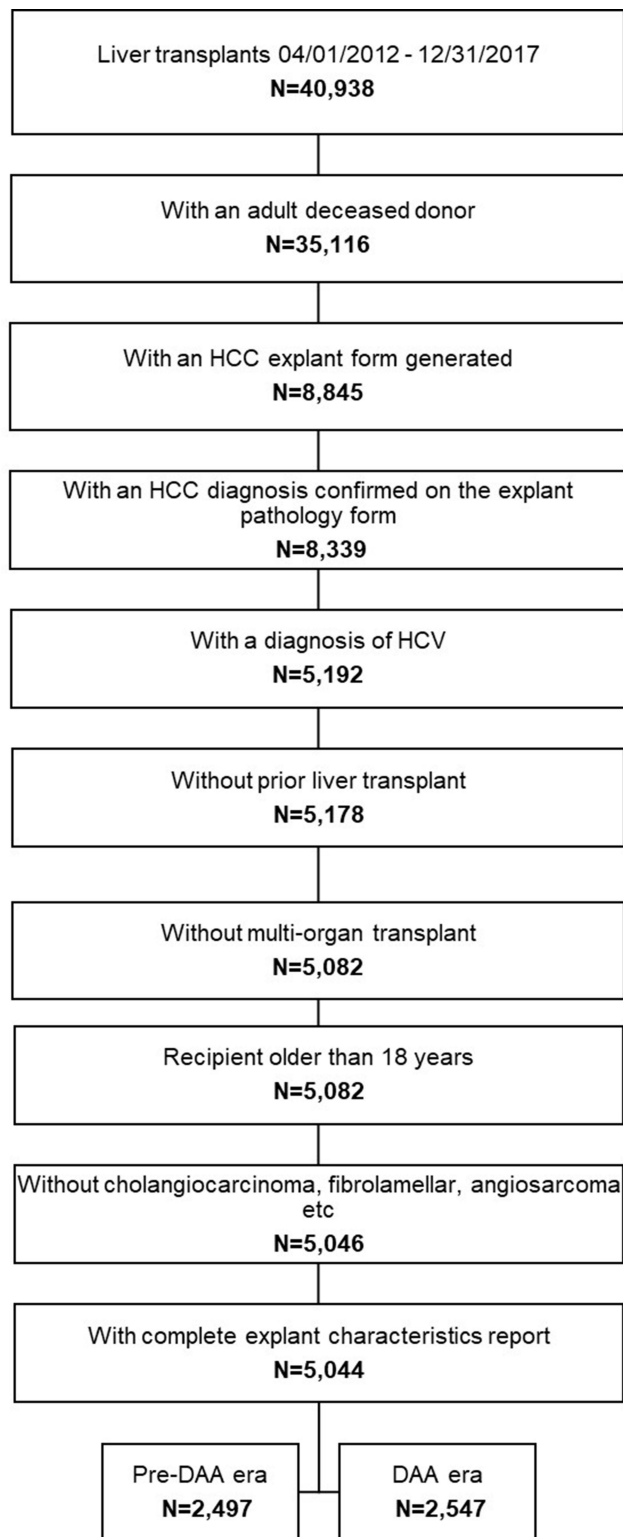 Liver transplants 04/01/2012 - 12/31/2017
N=40,938
With an adult deceased donor
N=35,116
With an HCC explant form generated
N=8,845
With an HCC diagnosis confirmed on the explant
pathology form
N=8,339
With a diagnosis of HCV
N=5,192
Without prior liver transplant
N=5,178
Without multi-organ transplant
N=5,082
Recipient older than 18 years
N=5,082
Without cholangiocarcinoma, fibrolamellar, angiosarcoma
etc
N=5,046
With complete explant characteristics report
N=5,044
Pre-DAA era
N=2,497
DAA era
N=2,547